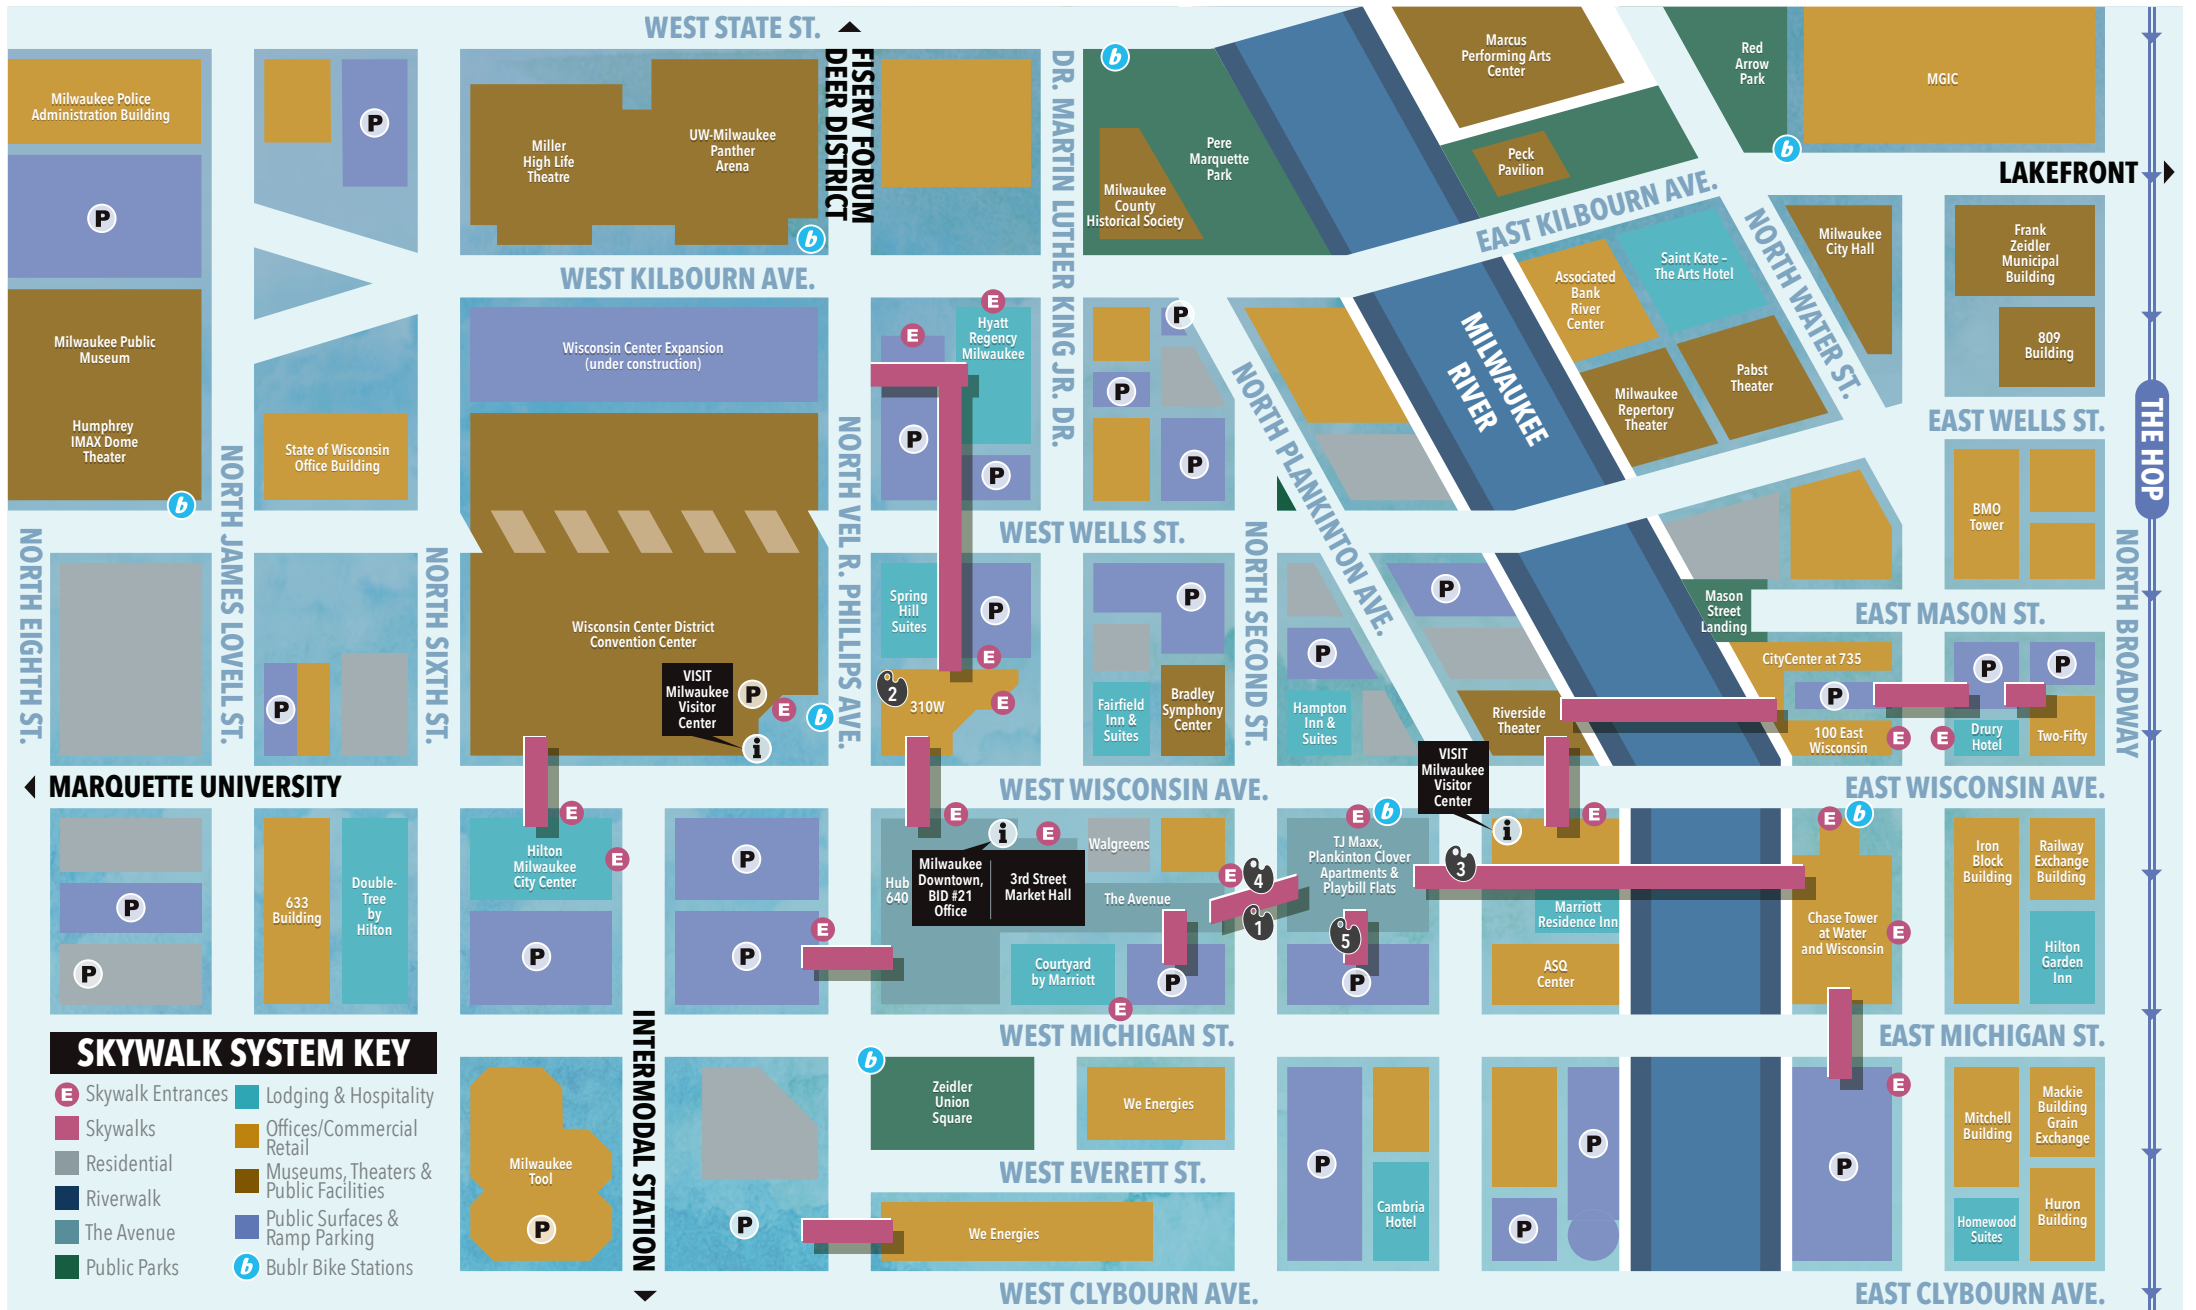 WEST STATE ST.
FISERV FORUM
DEER DISTRICT
b
Milwaukee Police
Administration Building
P
P
Miller
High Life
Theatre
UW-Milwaukee
Panther
Arena
b
DR. MARTIN LUTHER KING JR. DR.
Pere
Marquette
Park
Milwaukee
County
Historical Society
Marcus
Performing Arts
Center
Peck
Pavilion
Red
Arrow
Park
b
MGIC
LAKEFRONT
WEST KILBOURN AVE.
EAST KILBOURN AVE.
NORTH WATER ST.
Milwaukee
City Hall
Frank
Zeidler
Municipal
Building
809
Building
Milwaukee Public
Museum
Humphrey
IMAX Dome
Theater
b
State of Wisconsin
Office Building
NORTH JAMES LOVELL ST.
Wisconsin Center Expansion
(under construction)
E
E
Hyatt
Regency
Milwaukee
P
P
P
P
P
NORTH PLANKINTON AVE.
MILWAUKEE
RIVER
Associated
Bank
River
Center
Saint Kate –
The Arts Hotel
Milwaukee
Repertory
Theater
Pabst
Theater
EAST WELLS ST.
THE HOP
WEST WELLS ST.
NORTH EIGHTH ST.
NORTH SIXTH ST.
NORTH VEL R. PHILLIPS AVE.
NORTH SECOND ST.
NORTH BROADWAY
BMO
Tower
P
Wisconsin Center District
Convention Center
VISIT
Milwaukee
Visitor
Center
P
E
b
i
Spring
Hill
Suites
P
E
2
310W
E
P
Fairfield
Inn &
Suites
Bradley
Symphony
Center
P
P
Hampton
Inn &
Suites
Riverside
Theater
Mason
Street
Landing
EAST MASON ST.
CityCenter at 735
P
P
P
100 East
Wisconsin
E
E
Drury
Hotel
Two-Fifty
MARQUETTE UNIVERSITY
WEST WISCONSIN AVE.
EAST WISCONSIN AVE.
VISIT
Milwaukee
Visitor
Center
i
E
P
P
633
Building
Double-
Tree
by
Hilton
E
Hilton
Milwaukee
City Center
E
P
P
P
E
E
i
E
Hub
640
Milwaukee
Downtown,
BID #21
Office
3rd Street
Market Hall
Walgreens
The Avenue
E
4
1
Courtyard
by Marriott
E
P
E
b
TJ Maxx,
Plankinton Clover
Apartments &
Playbill Flats
5
P
3
Marriott
Residence Inn
ASQ
Center
E
b
Chase Tower
at Water
and Wisconsin
E
Iron
Block
Building
Railway
Exchange
Building
Hilton
Garden
Inn
WEST MICHIGAN ST.
EAST MICHIGAN ST.
INTERMODAL STATION
SKYWALK SYSTEM KEY
E Skywalk Entrances
Skywalks
Residential
Riverwalk
The Avenue
Public Parks
Lodging & Hospitality
Offices/Commercial
Retail
Museums, Theaters &
Public Facilities
Public Surfaces &
Ramp Parking
b Bublr Bike Stations
Milwaukee
Tool
P
P
b
Zeidler
Union
Square
We Energies
WEST EVERETT ST.
We Energies
P
Cambria
Hotel
P
P
E
P
Mitchell
Building
Mackie
Building
Grain
Exchange
Homewood
Suites
Huron
Building
WEST CLYBOURN AVE.
EAST CLYBOURN AVE.